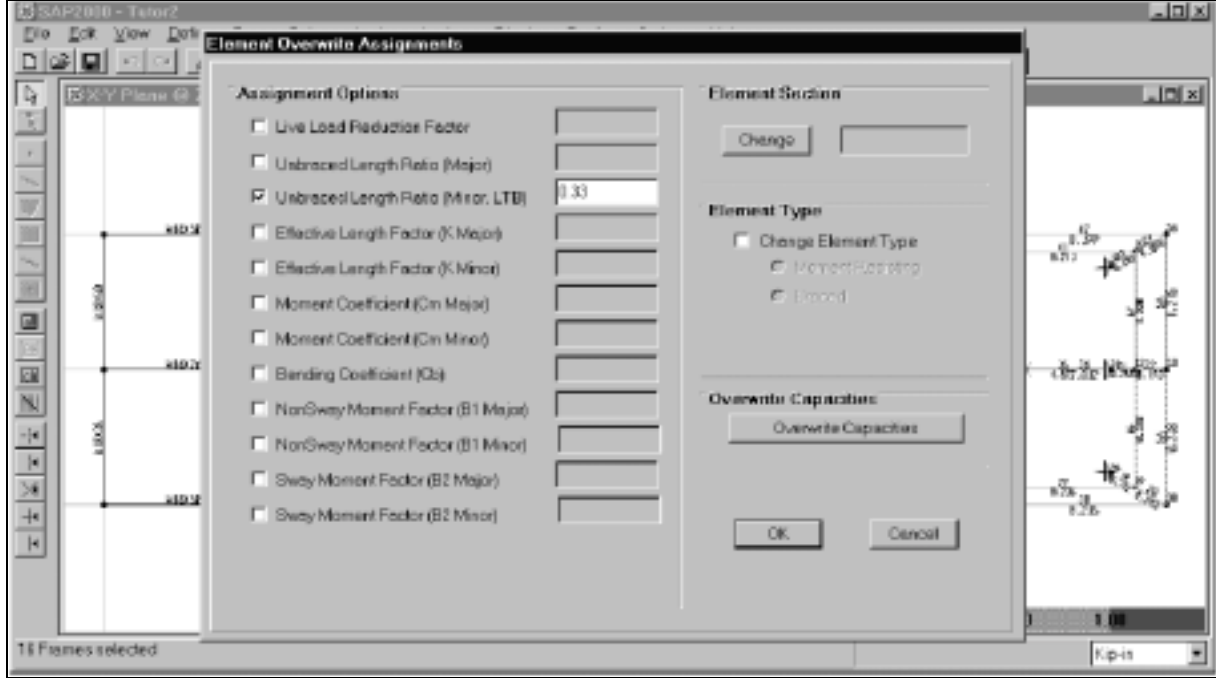 SAP2000 - Tutor2
File Edit View
Element Overwrite Assignments
X-Y Plane @
Assignment Options
Live Load Reduction Factor
Unbraced Length Ratio (Major)
Unbraced Length Ratio (Minor, LTB) 0.33
Effective Length Factor (K Major)
Effective Length Factor (K Minor)
Moment Coefficient (Cm Major)
Moment Coefficient (Cm Minor)
Bending Coefficient (Cb)
NonSway Moment Factor (B1 Major)
NonSway Moment Factor (B1 Minor)
Sway Moment Factor (B2 Major)
Sway Moment Factor (B2 Minor)
Element Section
Change
Element Type
Change Element Type
Moment Resisting
Braced
Overwrite Capacities
Overwrite Capacities
OK Cancel
1.00
16 Frames selected
Kip-in